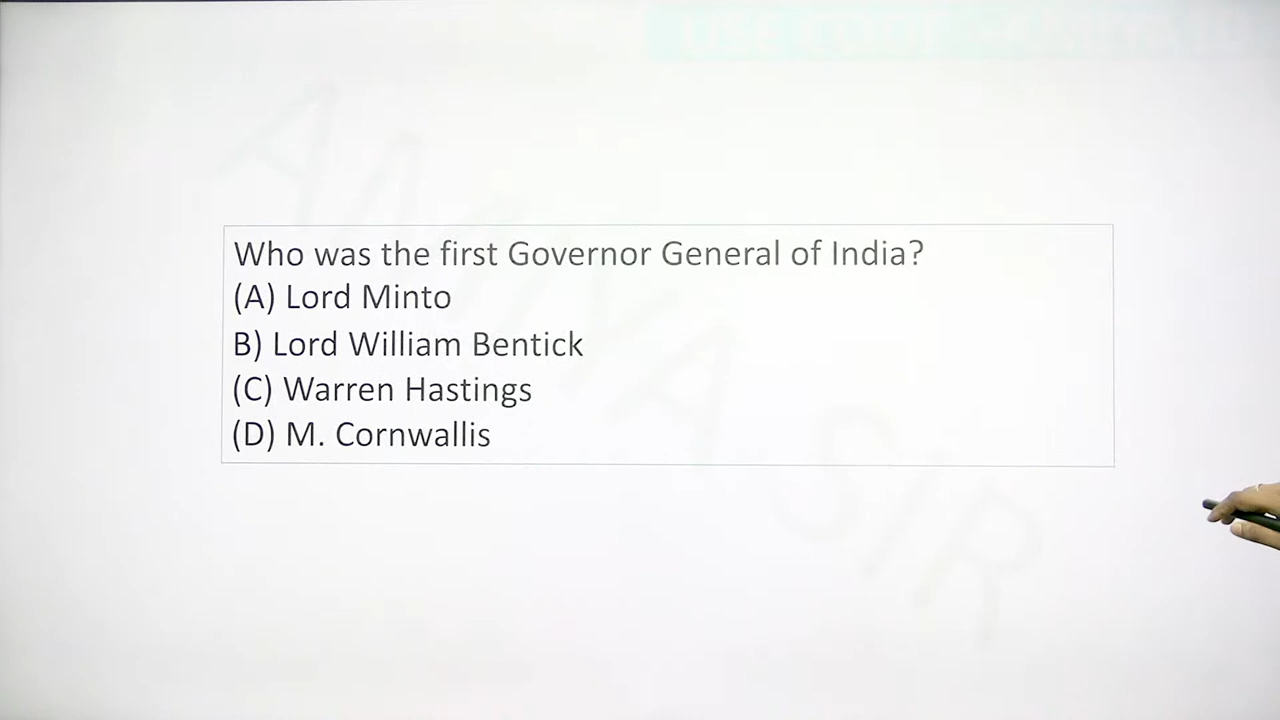 Who was the first Governor General of India?
(A) Lord Minto
B) Lord William Bentick
(C) Warren Hastings
(D) M. Cornwallis